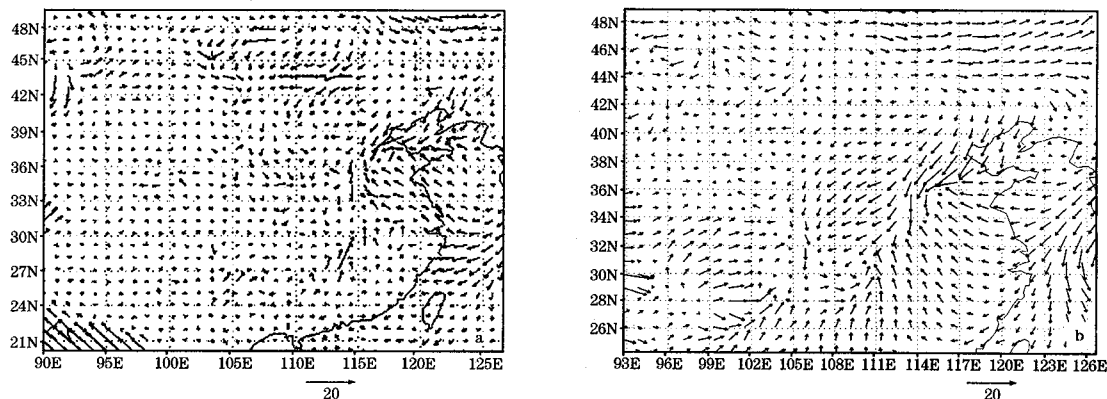 48N
45N
42N
39N
36N
33N
30N
27N
24N
21N
90E 95E 100E 105E 110E 115E 120E 125E
a
20
48N
46N
44N
42N
40N
38N
36N
34N
32N
30N
28N
26N
93E 96E 99E 102E 105E 108E 111E 114E 117E 120E 123E 126E
b
20